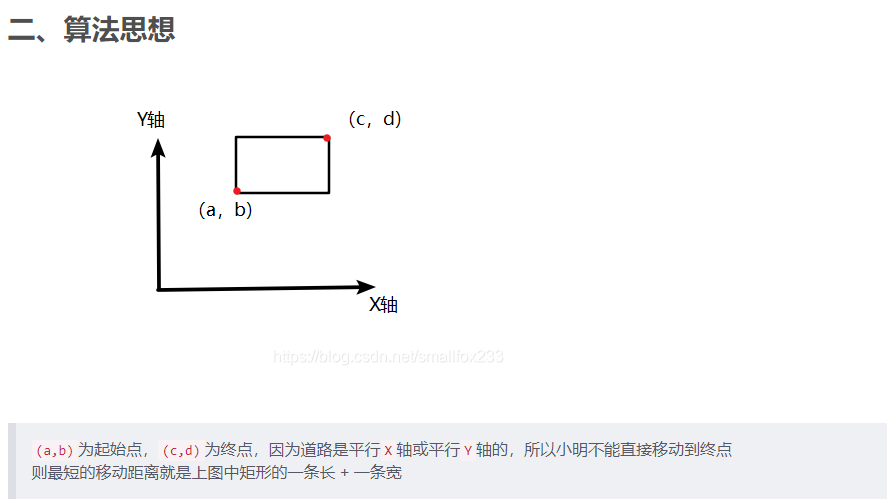 二、算法思想
Y轴
（c，d）
（a，b）
X轴
https://blog.csdn.net/smallfox233
(a,b) 为起始点，(c,d) 为终点，因为道路是平行 X 轴或平行 Y 轴的，所以小明不能直接移动到终点
则最短的移动距离就是上图中矩形的一条长 + 一条宽